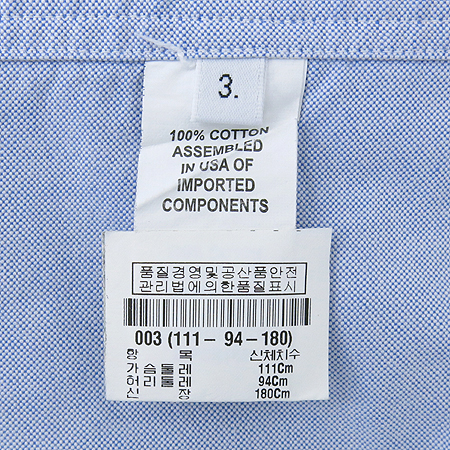 3.
100% COTTON
ASSEMBLED
IN USA OF
IMPORTED
COMPONENTS
품질경영및공산품안전
관리법에의한품질표시
003 (111- 94-180)
항 목 신체치수
가슴둘레 111Cm
허리둘레 94Cm
신 장 180Cm